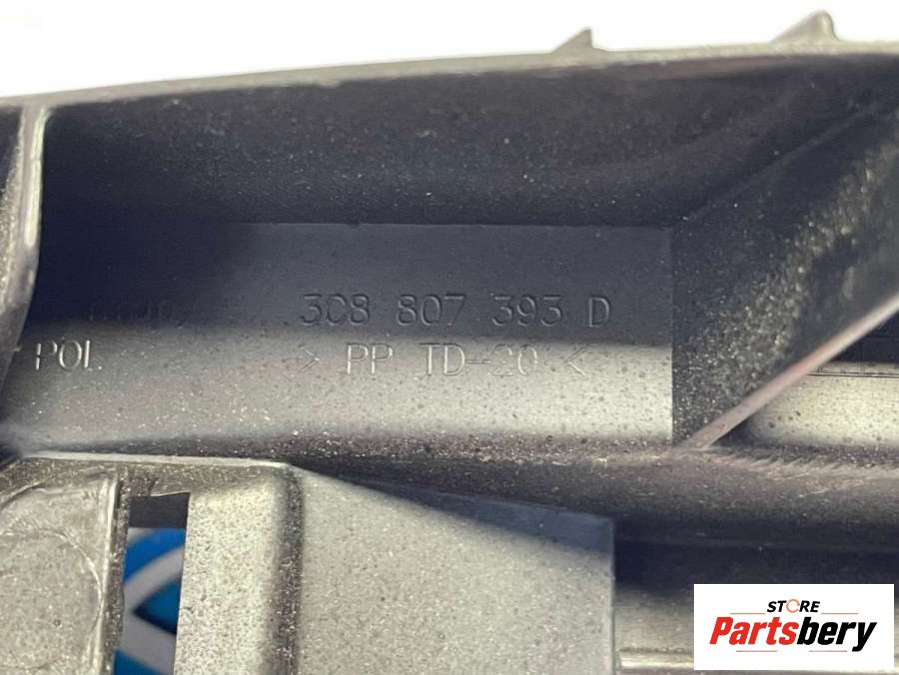 3C8 807 393 D
POL > PP TD-20 <
STORE
Partsbery